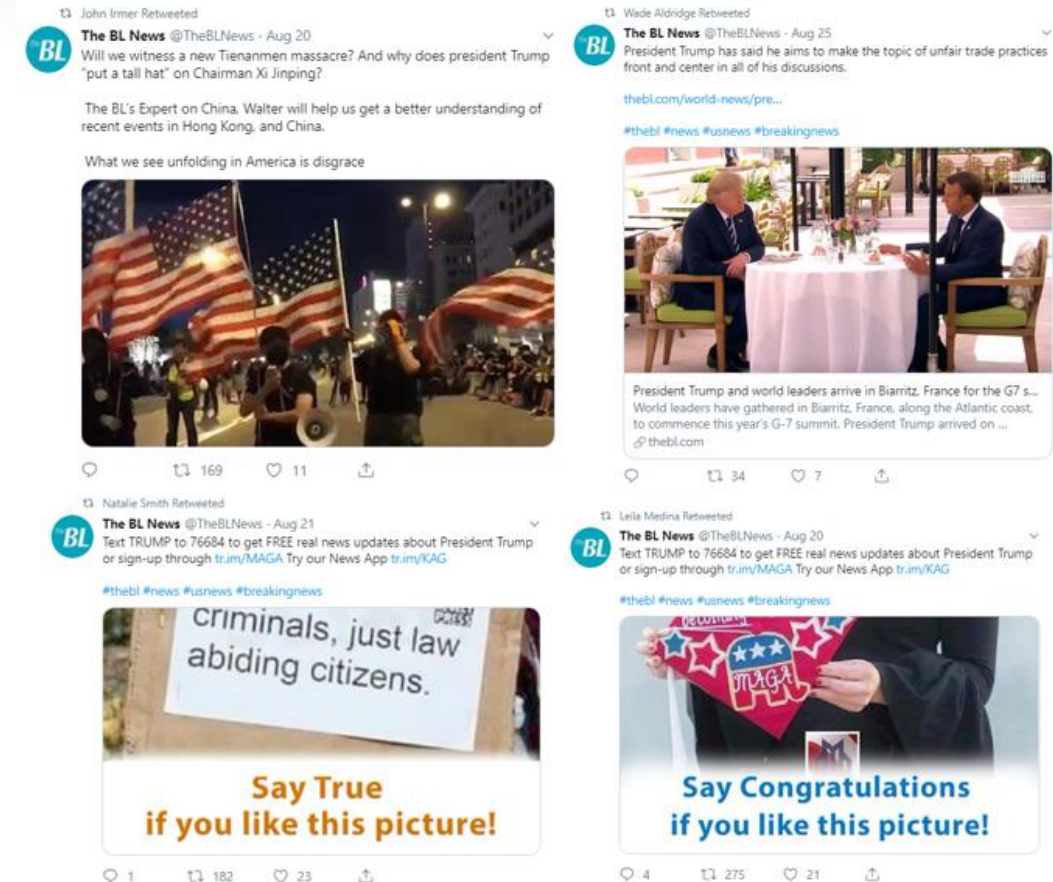 John Irmer Retweeted
The BL News @TheBLNews · Aug 20
Will we witness a new Tienanmen massacre? And why does president Trump
"put a tall hat" on Chairman Xi Jinping?
The BL's Expert on China, Walter will help us get a better understanding of
recent events in Hong Kong, and China.
What we see unfolding in America is disgrace
The BL
169
11
Wade Aldridge Retweeted
The BL News @TheBLNews · Aug 25
President Trump has said he aims to make the topic of unfair trade practices
front and center in all of his discussions.
thebl.com/world-news/pre...
#thebl #news #usnews #breakingnews
The BL
President Trump and world leaders arrive in Biarritz, France for the G7 s...
World leaders have gathered in Biarritz, France, along the Atlantic coast,
to commence this year's G-7 summit. President Trump arrived on ...
thebl.com
34
7
Natalie Smith Retweeted
The BL News @TheBLNews · Aug 21
Text TRUMP to 76684 to get FREE real news updates about President Trump
or sign-up through tr.im/MAGA Try our News App tr.im/KAG
#thebl #news #usnews #breakingnews
The BL
criminals, just law
abiding citizens.
Say True
if you like this picture!
1
182
23
Leila Medina Retweeted
The BL News @TheBLNews · Aug 20
Text TRUMP to 76684 to get FREE real news updates about President Trump
or sign-up through tr.im/MAGA Try our News App tr.im/KAG
#thebl #news #usnews #breakingnews
The BL
becoming
MAGA
Say Congratulations
if you like this picture!
4
275
21